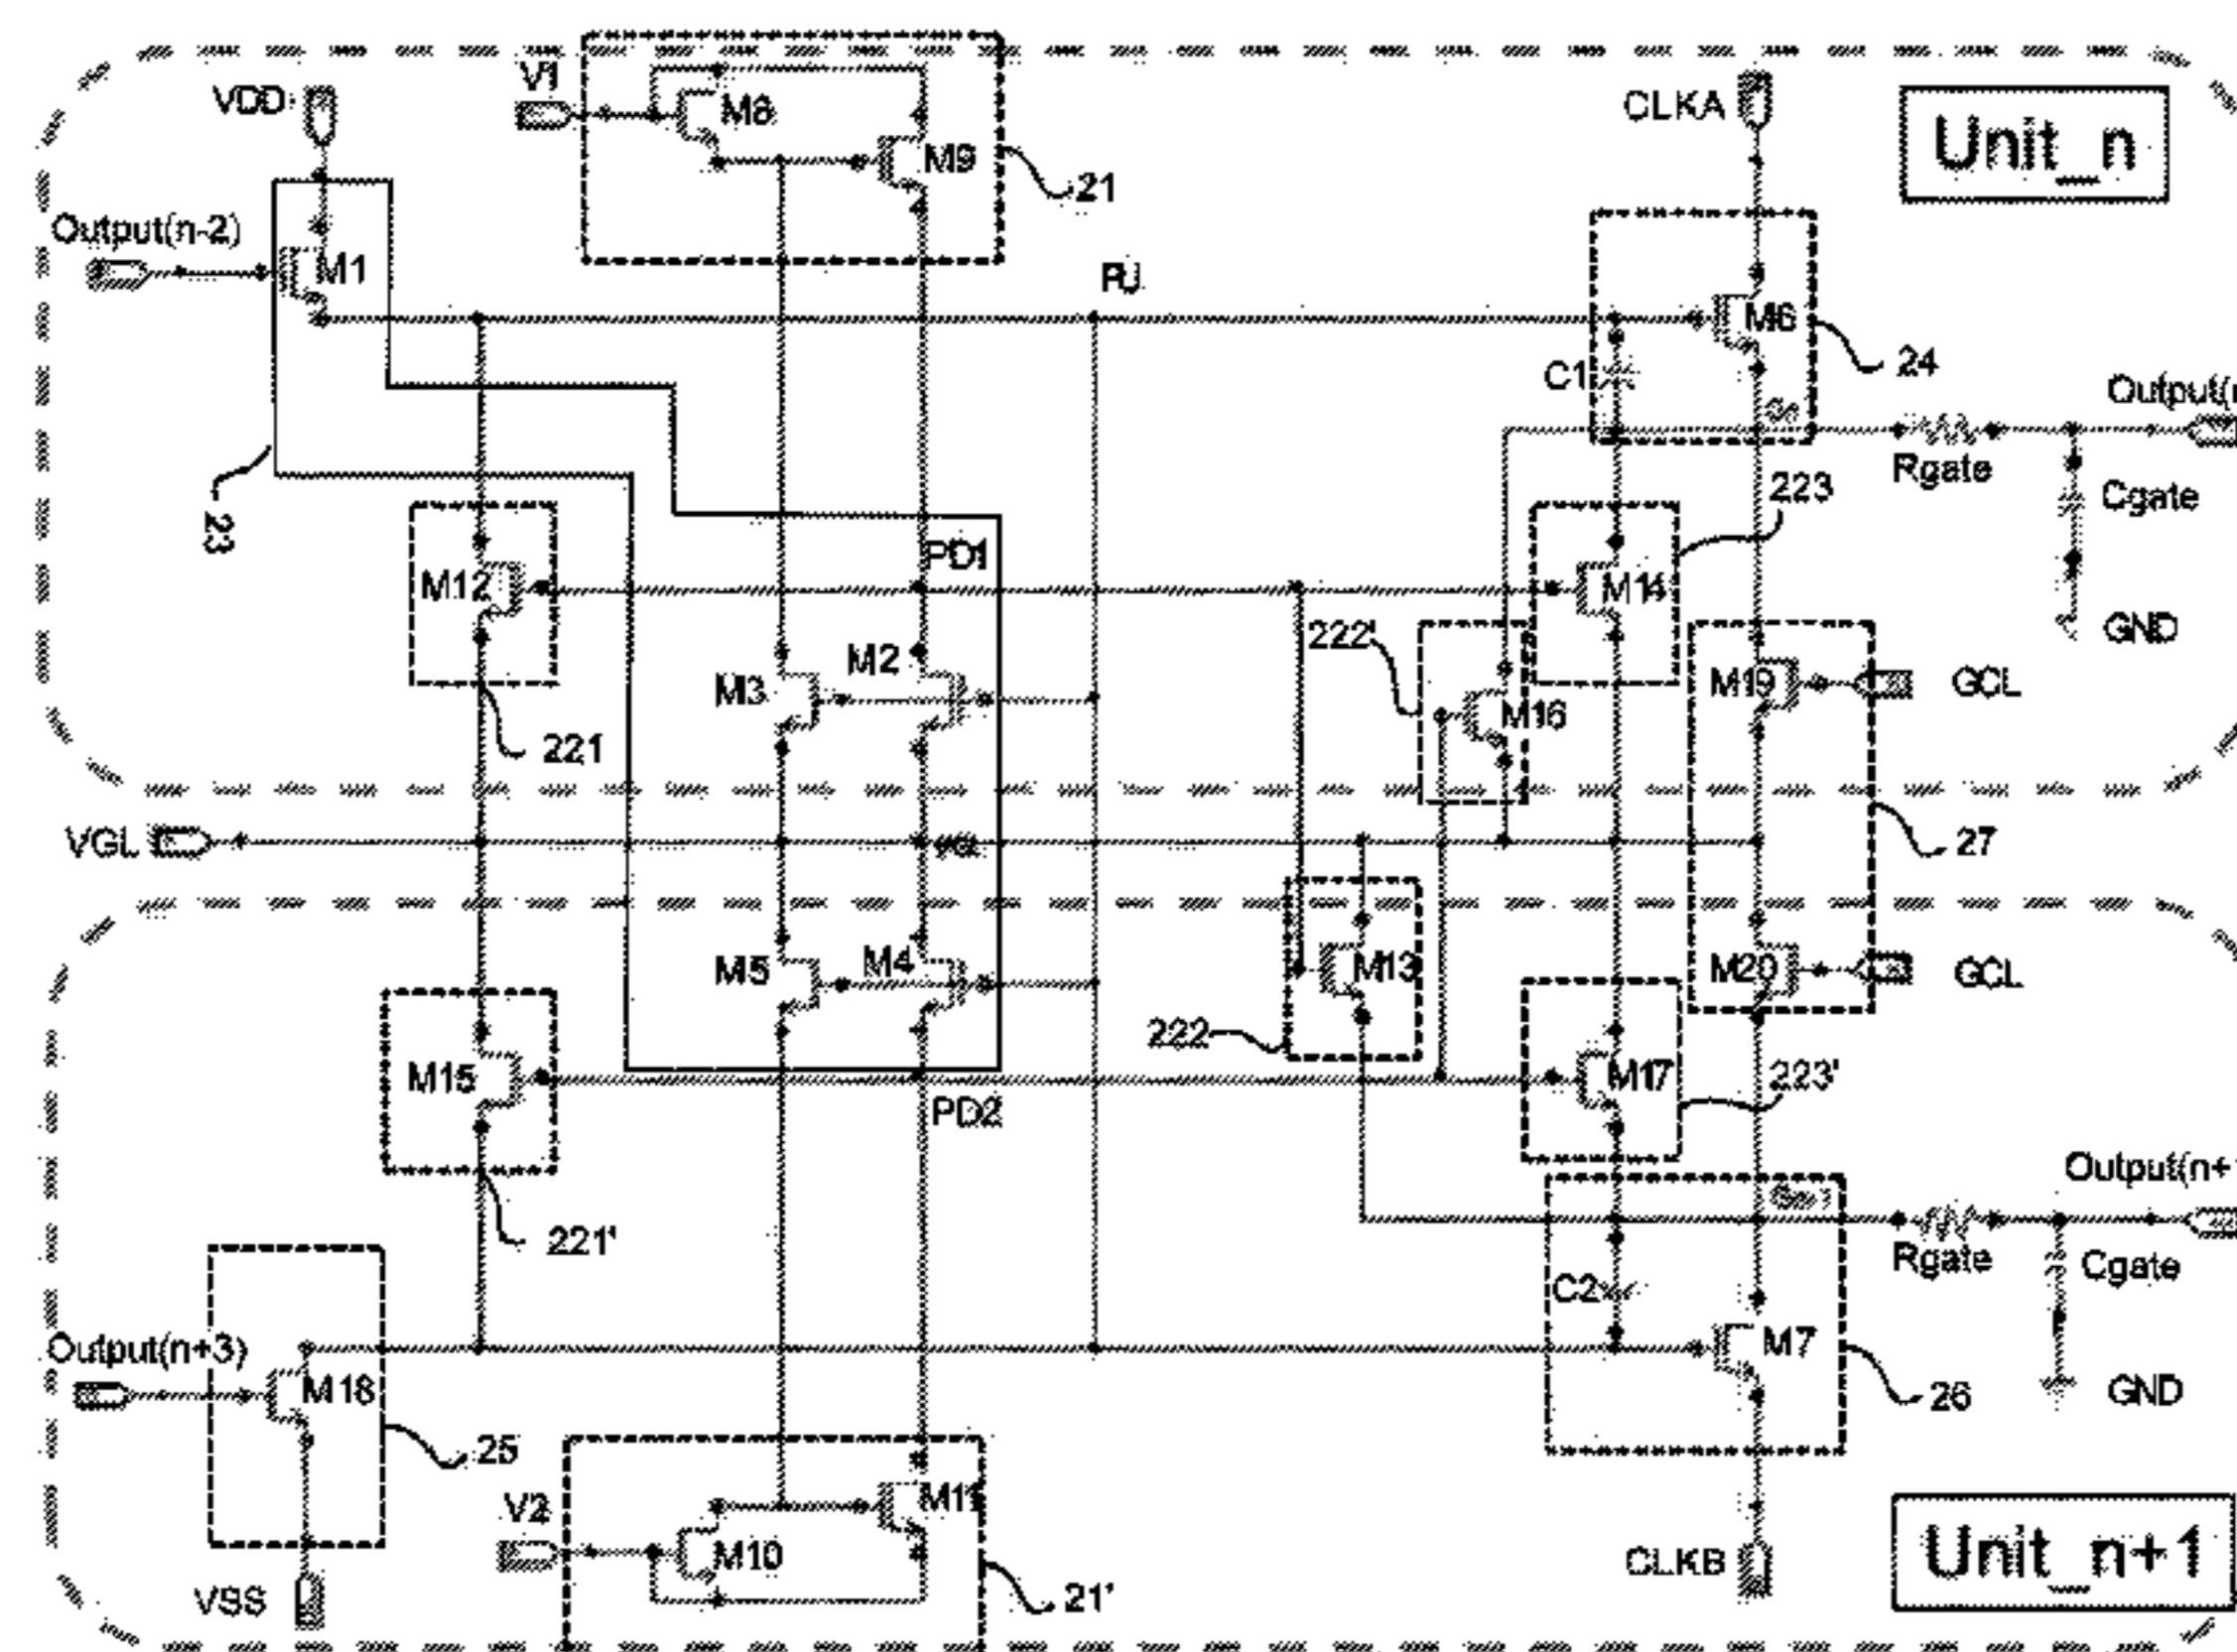 V1
VDD
M8
CLKA
Unit_n
M9
21
Output(n-2)
M1
PU
M6
24
C1
Output(n
Rgate
223
Cgate
23
PD1
M12
M14
GND
222'
M2
M3
M19
GCL
M16
221
VGL
27
M5
M4
M13
M20
GCL
222
M15
M17
223'
PD2
Output(n+1
221'
Rgate
Cgate
C2
Output(n+3)
M7
M18
26
GND
25
V2
M11
M10
CLKB
Unit_n+1
VSS
21'